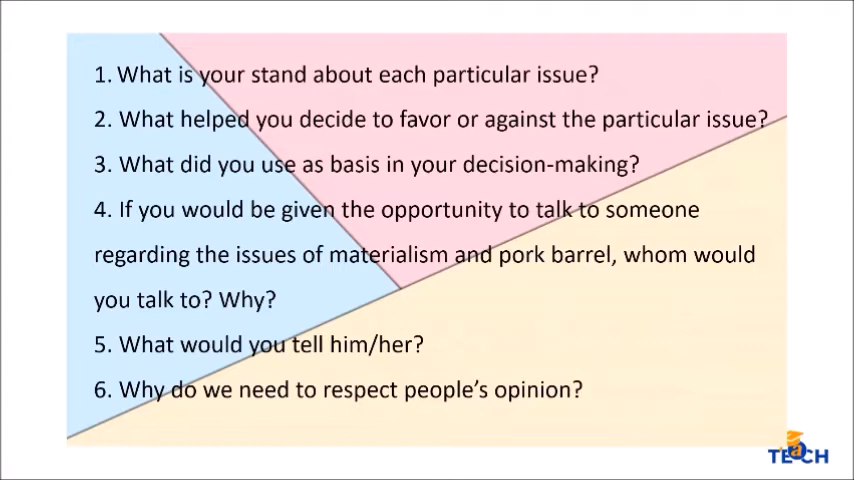 1. What is your stand about each particular issue?
2. What helped you decide to favor or against the particular issue?
3. What did you use as basis in your decision-making?
4. If you would be given the opportunity to talk to someone
regarding the issues of materialism and pork barrel, whom would
you talk to? Why?
5. What would you tell him/her?
6. Why do we need to respect people’s opinion?
TEaCH